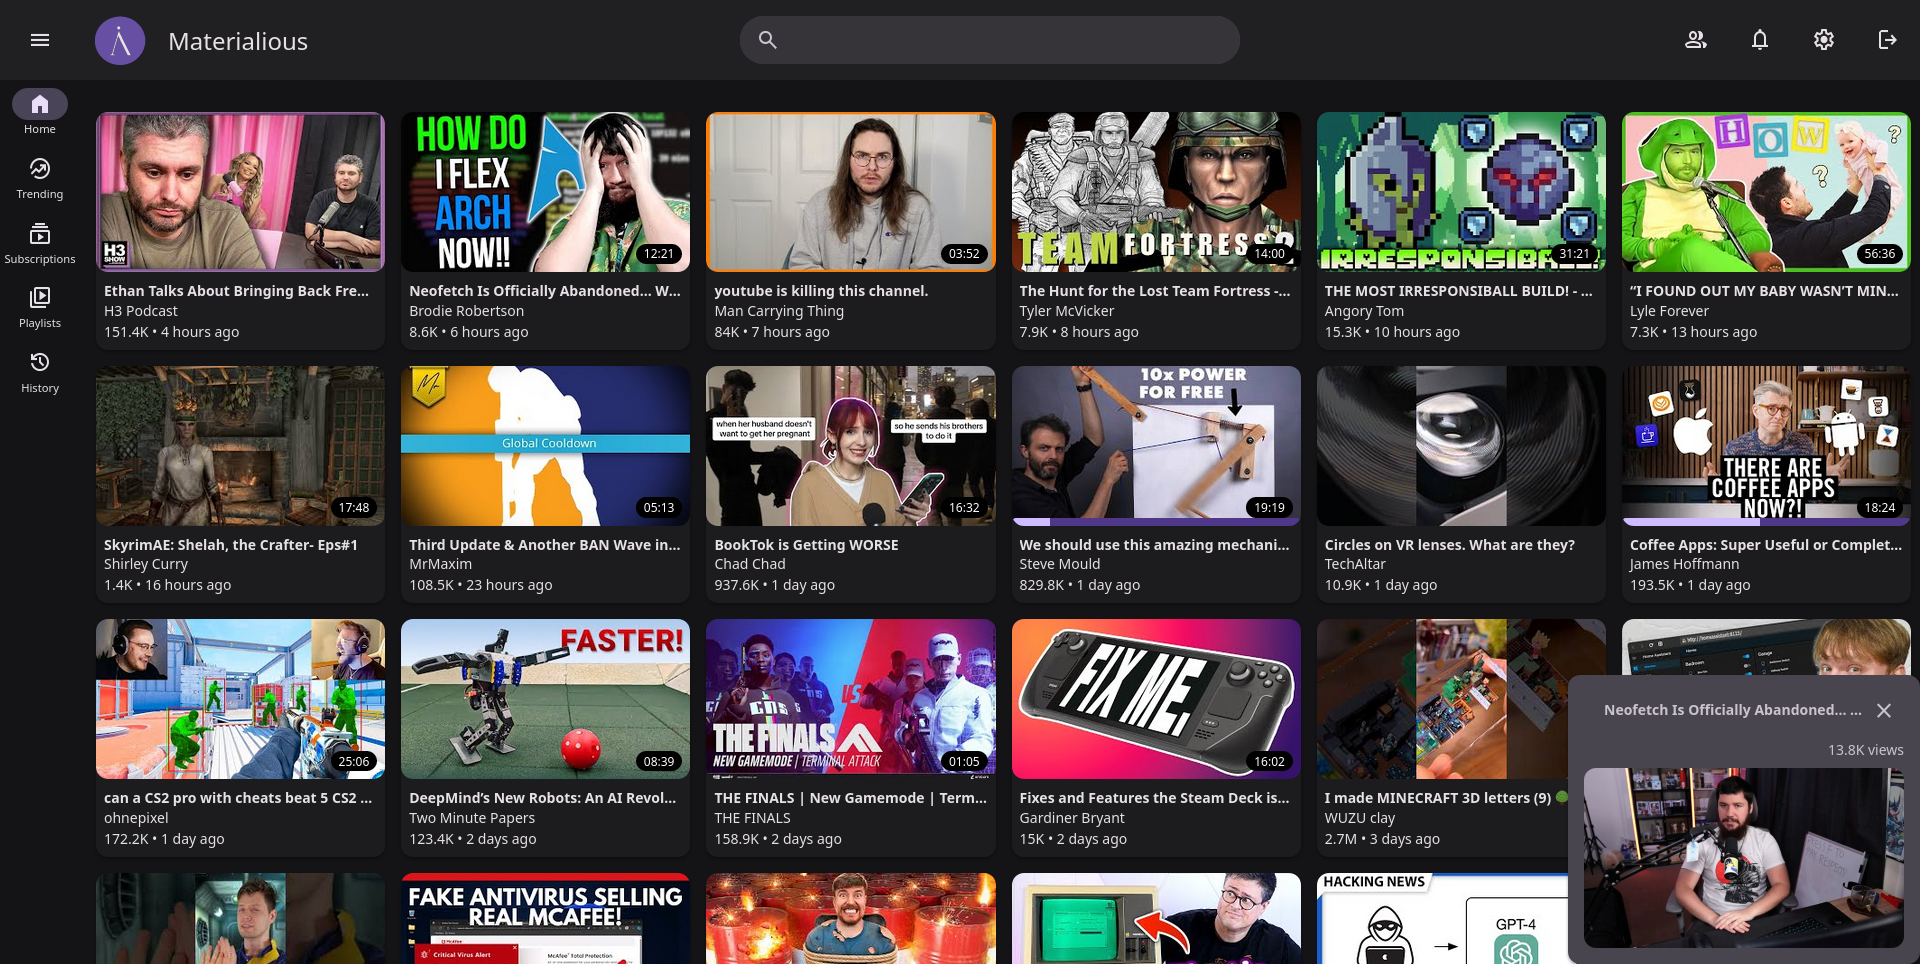 Materialious
Home
Trending
Subscriptions
Playlists
History
H3
SHOW
Ethan Talks About Bringing Back Fre...
H3 Podcast
151.4K • 4 hours ago
HOW DO
I FLEX
ARCH
NOW!!
12:21
Neofetch Is Officially Abandoned... W...
Brodie Robertson
8.6K • 6 hours ago
03:52
youtube is killing this channel.
Man Carrying Thing
84K • 7 hours ago
TEAM FORTRESS 2
14:00
The Hunt for the Lost Team Fortress -...
Tyler McVicker
7.9K • 8 hours ago
IRRESPONSIBALL!
31:21
THE MOST IRRESPONSIBALL BUILD! - ...
Angory Tom
15.3K • 10 hours ago
HOW
?
?
56:36
“I FOUND OUT MY BABY WASN’T MIN...
Lyle Forever
7.3K • 13 hours ago
17:48
SkyrimAE: Shelah, the Crafter- Eps#1
Shirley Curry
1.4K • 16 hours ago
Global Cooldown
05:13
Third Update & Another BAN Wave in...
MrMaxim
108.5K • 23 hours ago
when her husband doesn't
want to get her pregnant
so he sends his brothers
to do it
16:32
BookTok is Getting WORSE
Chad Chad
937.6K • 1 day ago
10x POWER
FOR FREE
19:19
We should use this amazing mechani...
Steve Mould
829.8K • 1 day ago
Circles on VR lenses. What are they?
TechAltar
10.9K • 1 day ago
THERE ARE
COFFEE APPS
NOW?!
18:24
Coffee Apps: Super Useful or Complet...
James Hoffmann
193.5K • 1 day ago
25:06
can a CS2 pro with cheats beat 5 CS2 ...
ohnepixel
172.2K • 1 day ago
FASTER!
08:39
DeepMind’s New Robots: An AI Revol...
Two Minute Papers
123.4K • 2 days ago
VS
THE FINALS
NEW GAMEMODE | TERMINAL ATTACK
01:05
THE FINALS | New Gamemode | Term...
THE FINALS
158.9K • 2 days ago
FIX ME.
16:02
Fixes and Features the Steam Deck is...
Gardiner Bryant
15K • 2 days ago
I made MINECRAFT 3D letters (9)
WUZU clay
2.7M • 3 days ago
Neofetch Is Officially Abandoned... ...
13.8K views
FAKE ANTIVIRUS SELLING
REAL MCAFEE!
McAfee
McAfee Total Protection
Critical Virus Alert
HACKING NEWS
GPT-4